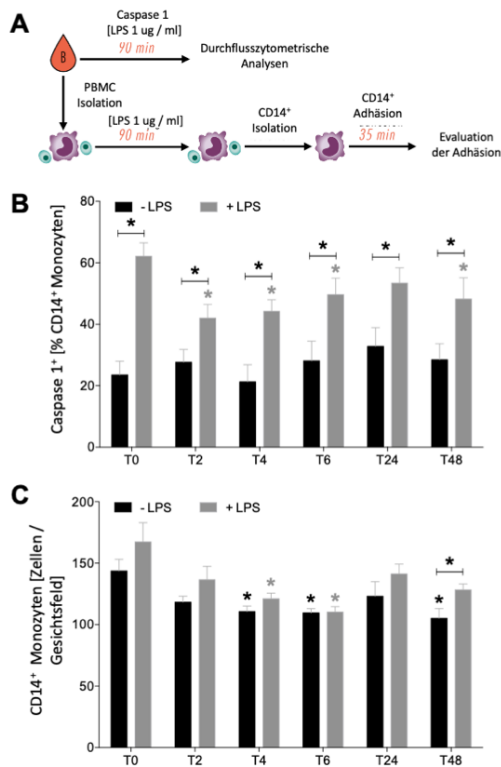 A
Caspase 1
[LPS 1 ug / ml]
90 min
B
Durchflusszytometrische
Analysen
PBMC
Isolation
[LPS 1 ug / ml]
90 min
CD14+
Isolation
CD14+
Adhäsion
35 min
Evaluation
der Adhäsion
B
- LPS + LPS
Caspase 1+ [% CD14+ Monozyten]
80
60
40
20
0
* * * * * *
* * * *
T0 T2 T4 T6 T24 T48
C
- LPS + LPS
CD14+ Monozyten [Zellen /
Gesichtsfeld]
200
150
100
50
0
* * * * * *
T0 T2 T4 T6 T24 T48